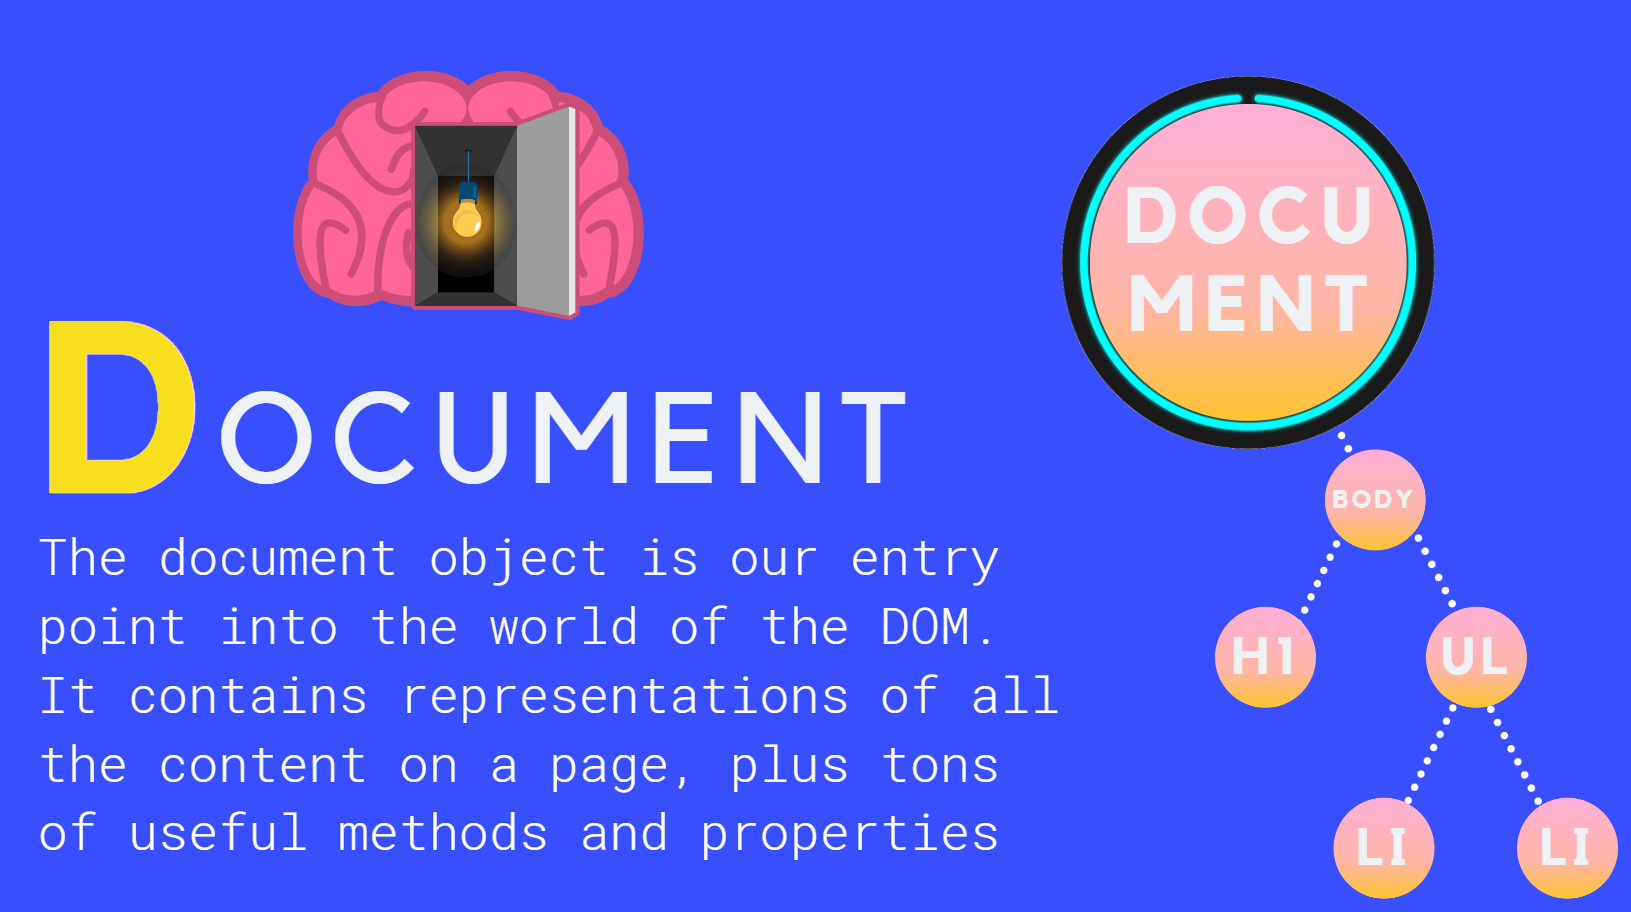 DOCUMENT
The document object is our entry
point into the world of the DOM.
It contains representations of all
the content on a page, plus tons
of useful methods and properties
DOCU
MENT
BODY
H1
UL
LI
LI